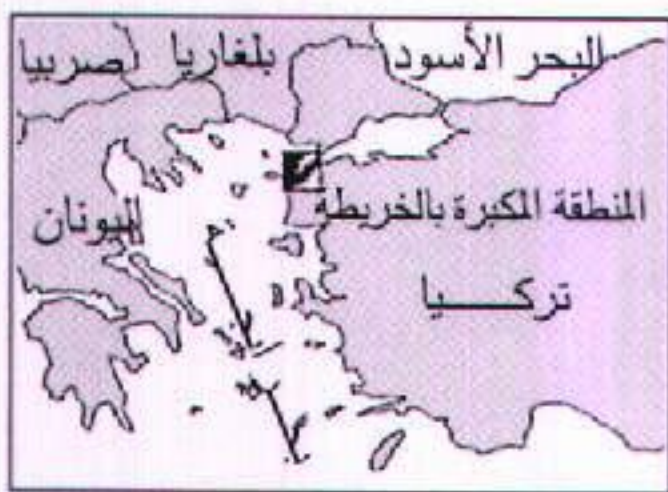 البحر الأسود
بلغاريا
صربيا
المنطقة المكبرة بالخريطة
اليونان
تركيا